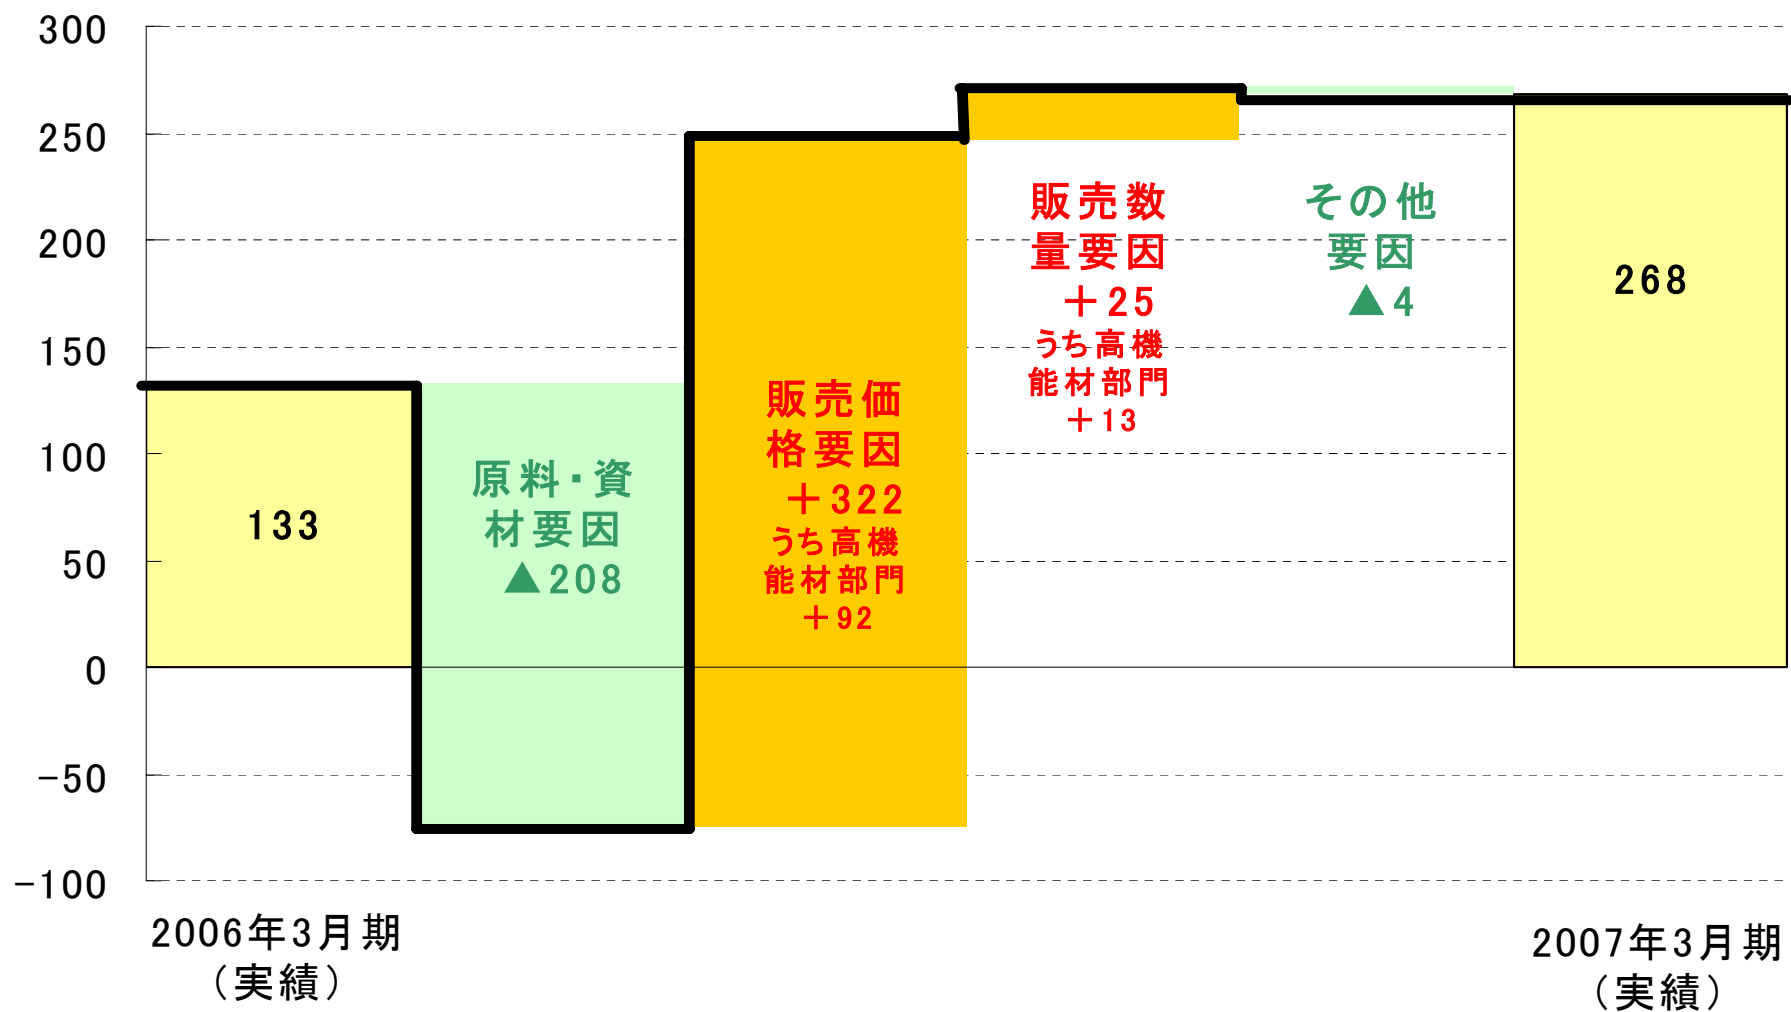 300
250
200
150
100
50
0
-50
-100
133
原料・資
材要因
▲208
販売価
格要因
＋322
うち高機
能材部門
＋92
販売数
量要因
＋25
うち高機
能材部門
＋13
その他
要因
▲4
268
2006年3月期
（実績）
2007年3月期
（実績）